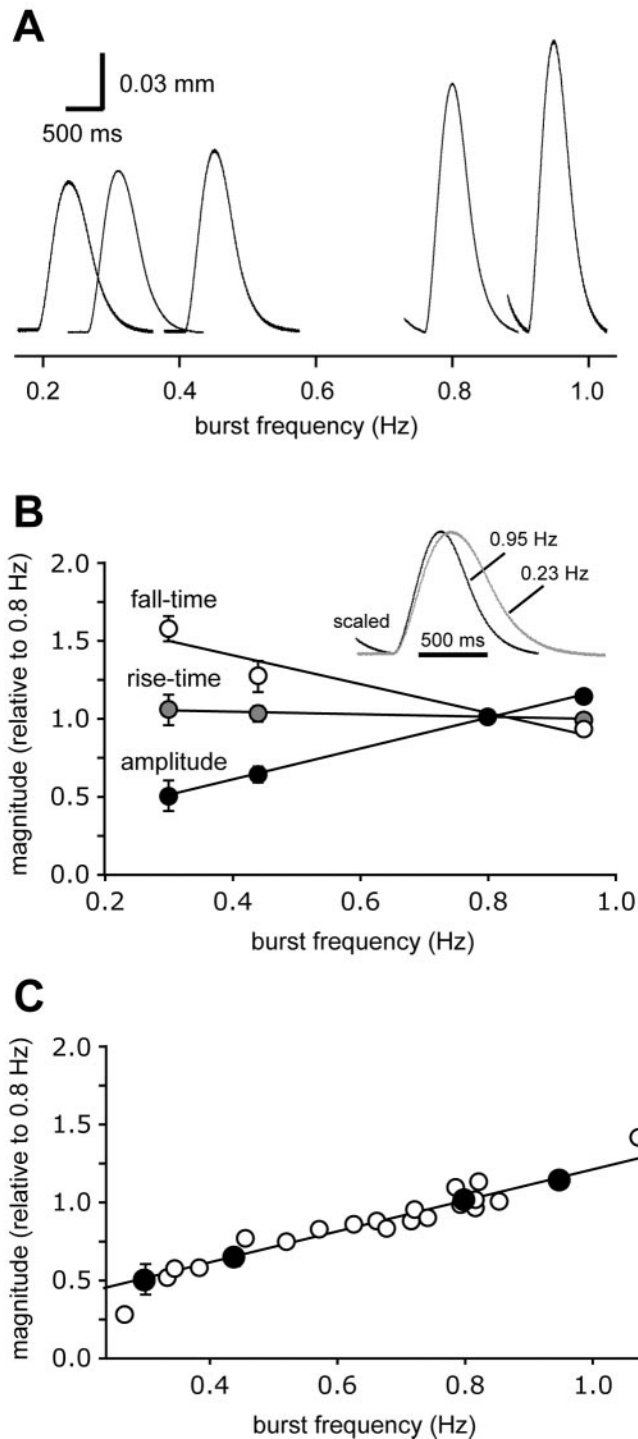 A
0.03 mm
500 ms
0.2 0.4 0.6 0.8 1.0
burst frequency (Hz)
B
magnitude (relative to 0.8 Hz)
2.0
1.5
1.0
0.5
0.0
fall-time
rise-time
amplitude
scaled
0.95 Hz
0.23 Hz
500 ms
0.2 0.4 0.6 0.8 1.0
burst frequency (Hz)
C
magnitude (relative to 0.8 Hz)
2.0
1.5
1.0
0.5
0.0
0.4 0.6 0.8 1.0
burst frequency (Hz)